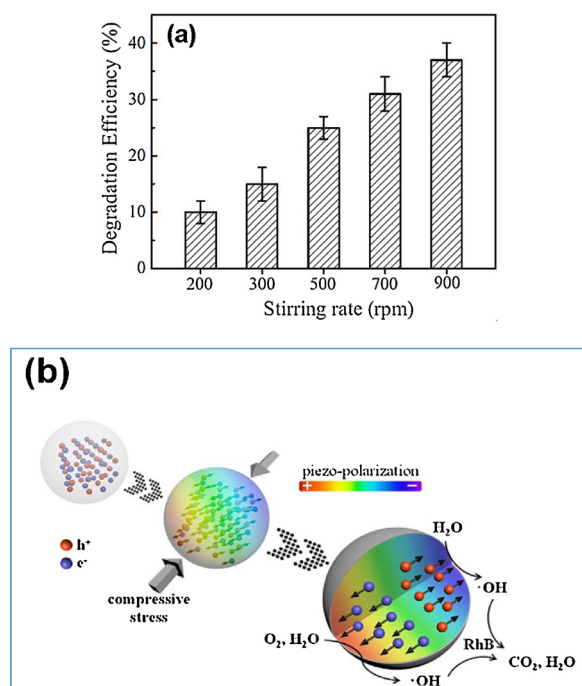 (a)
Degradation Efficiency (%)
40
30
20
10
0
200 300 500 700 900
Stirring rate (rpm)
(b)
piezo-polarization
+ −
h⁺
e⁻
compressive
stress
H₂O
·OH
O₂, H₂O
RhB
CO₂, H₂O
·OH